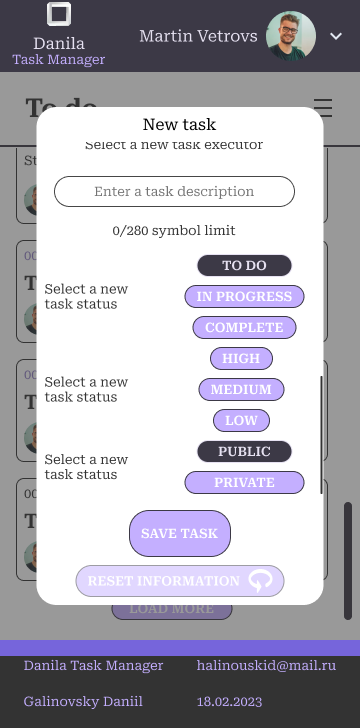 Danila
Task Manager
Martin Vetrovs
To do
New task
Select a new task executor
St
Enter a task description
0/280 symbol limit
TO DO
Select a new
task status
IN PROGRESS
COMPLETE
HIGH
Select a new
task status
MEDIUM
LOW
PUBLIC
Select a new
task status
PRIVATE
SAVE TASK
RESET INFORMATION
LOAD MORE
Danila Task Manager
halinouskid@mail.ru
Galinovsky Daniil
18.02.2023